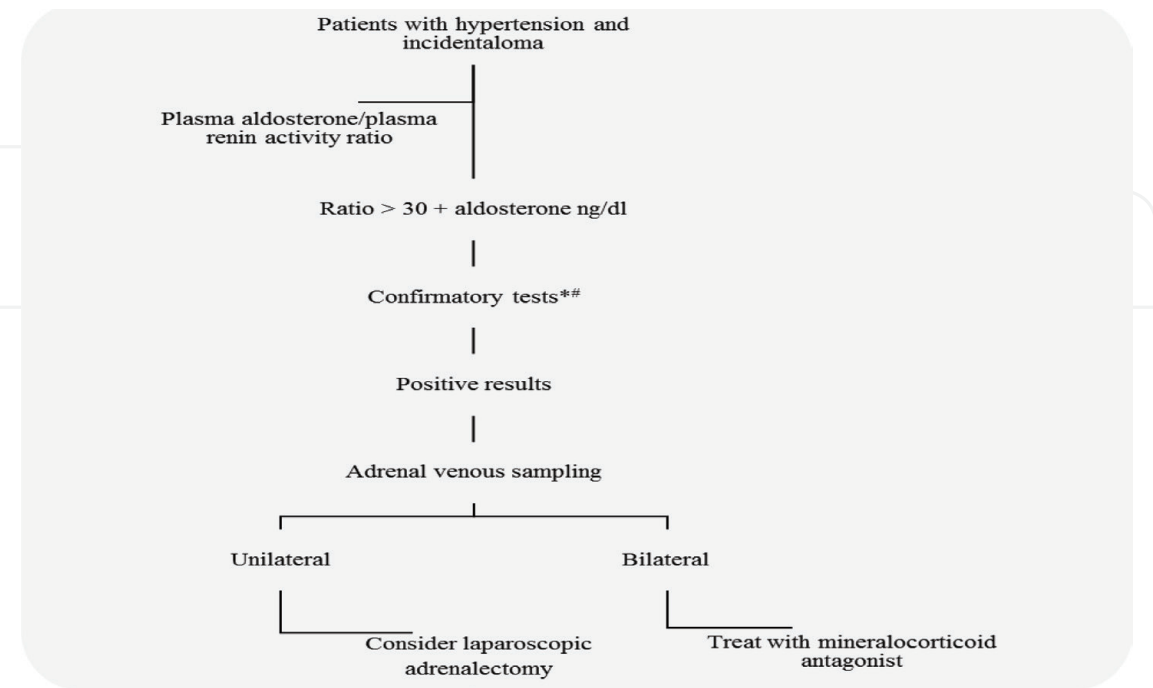 Patients with hypertension and
incidentaloma
Plasma aldosterone/plasma
renin activity ratio
Ratio > 30 + aldosterone ng/dl
Confirmatory tests*#
Positive results
Adrenal venous sampling
Unilateral
Bilateral
Consider laparoscopic
adrenalectomy
Treat with mineralocorticoid
antagonist